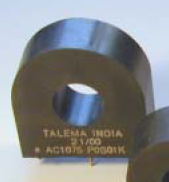 TALEMA INDIA
21/00
* AC1075 P0S01K